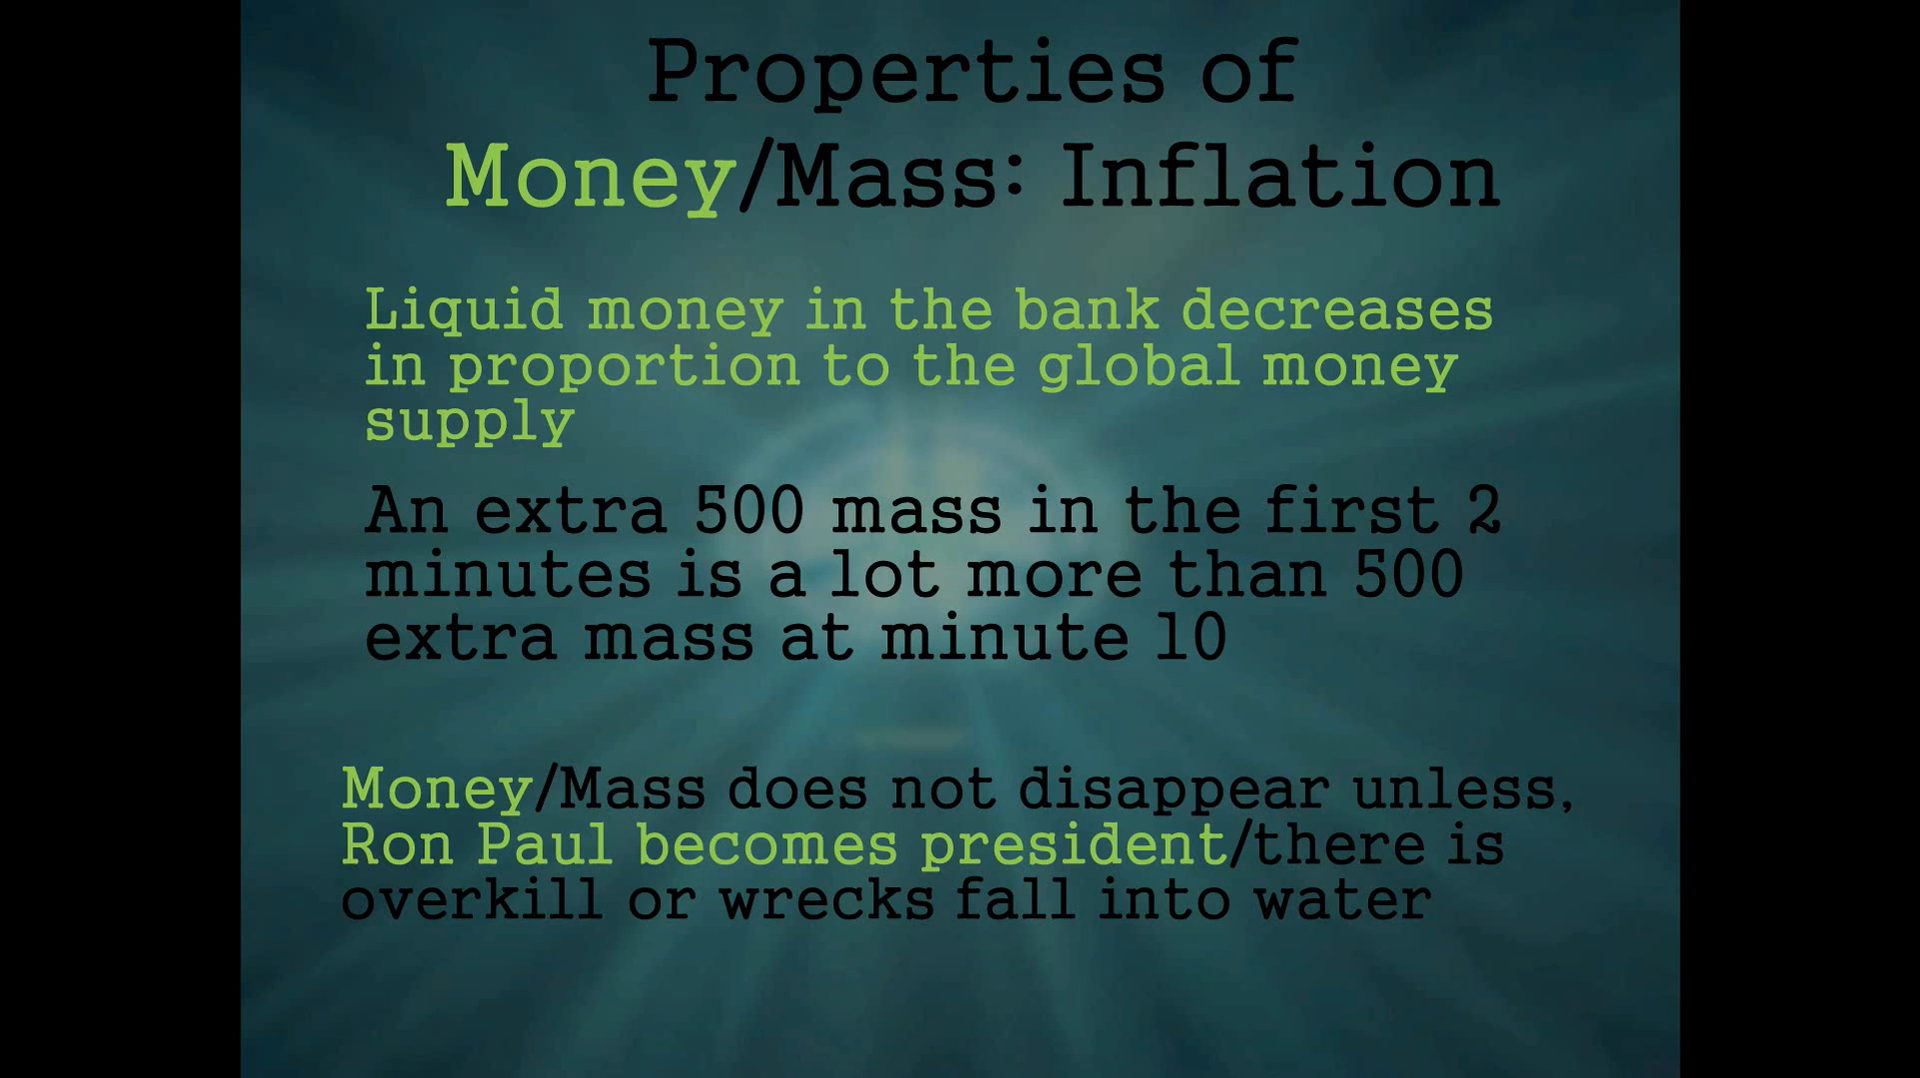 Properties of
Money/Mass: Inflation
Liquid money in the bank decreases
in proportion to the global money
supply
An extra 500 mass in the first 2
minutes is a lot more than 500
extra mass at minute 10
Money/Mass does not disappear unless,
Ron Paul becomes president/there is
overkill or wrecks fall into water